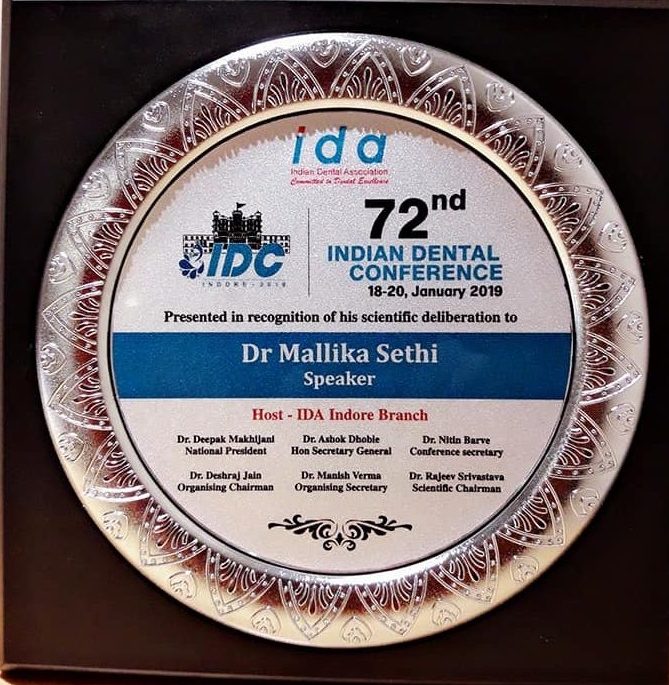 ida
Indian Dental Association
Committed to Dental Excellence
IDC
INDORE - 2019
72nd
INDIAN DENTAL
CONFERENCE
18-20, January 2019
Presented in recognition of his scientific deliberation to
Dr Mallika Sethi
Speaker
Host - IDA Indore Branch
Dr. Deepak Makhijani
National President
Dr. Ashok Dhoble
Hon Secretary General
Dr. Nitin Barve
Conference secretary
Dr. Deshraj Jain
Organising Chairman
Dr. Manish Verma
Organising Secretary
Dr. Rajeev Srivastava
Scientific Chairman